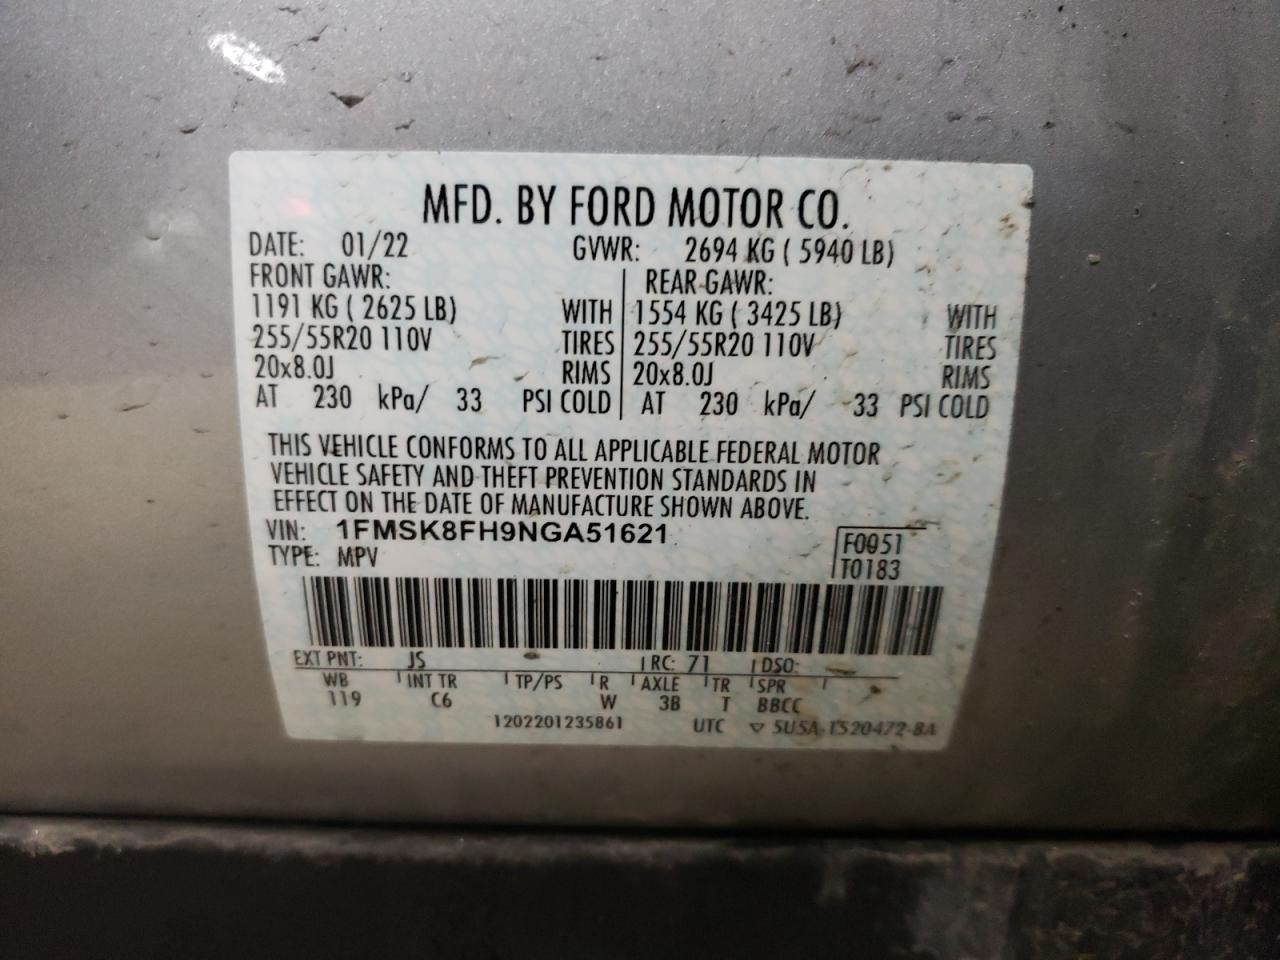 MFD. BY FORD MOTOR CO.
DATE: 01/22 GVWR: 2694 KG ( 5940 LB)
FRONT GAWR: REAR GAWR:
1191 KG ( 2625 LB) WITH 1554 KG ( 3425 LB) WITH
255/55R20 110V TIRES 255/55R20 110V TIRES
20x8.0J RIMS 20x8.0J RIMS
AT 230 kPa/ 33 PSI COLD AT 230 kPa/ 33 PSI COLD
THIS VEHICLE CONFORMS TO ALL APPLICABLE FEDERAL MOTOR
VEHICLE SAFETY AND THEFT PREVENTION STANDARDS IN
EFFECT ON THE DATE OF MANUFACTURE SHOWN ABOVE.
VIN: 1FMSK8FH9NGA51621
F0051
TYPE: MPV T0183
EXT PNT: JS RC: 71 DSO:
WB INT TR TP/PS R AXLE TR SPR
119 C6 W 3B T BBCC
1202201235861 UTC ▽ 5U5A-1520472-BA